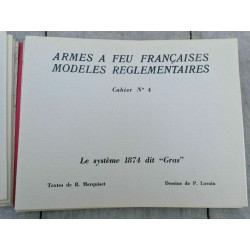 ARMES A FEU FRANÇAISES
MODELES REGLEMENTAIRES
Cahier N° 4
Le système 1874 dit "Gras"
Textes de R. Marquiset
Dessins de P. Lorain